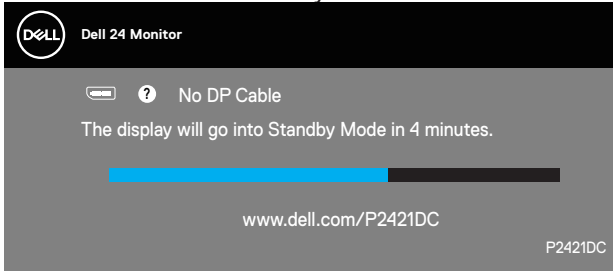 DELL Dell 24 Monitor
? No DP Cable
The display will go into Standby Mode in 4 minutes.
www.dell.com/P2421DC
P2421DC